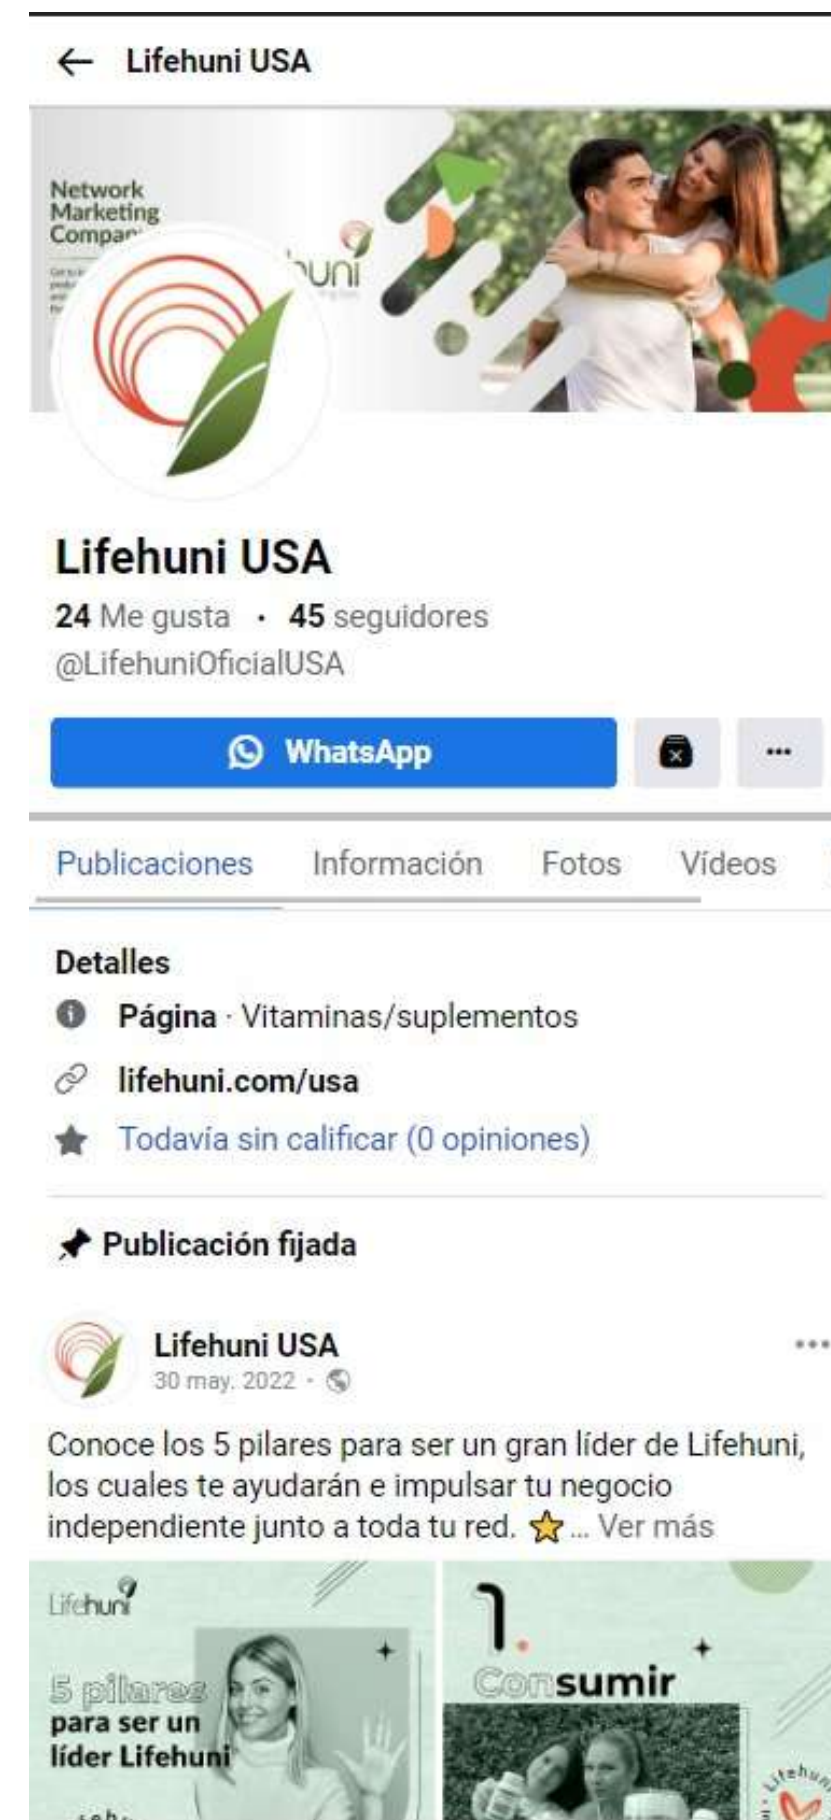 Lifehuni USA
Network
Marketing
huni
Lifehuni USA
24 Me gusta · 45 seguidores
@LifehuniOficialUSA
WhatsApp
Publicaciones Información Fotos Vídeos
Detalles
Página · Vitaminas/suplementos
lifehuni.com/usa
Todavía sin calificar (0 opiniones)
Publicación fijada
Lifehuni USA
30 may. 2022 ·
Conoce los 5 pilares para ser un gran líder de Lifehuni,
los cuales te ayudarán e impulsar tu negocio
independiente junto a toda tu red. ⭐ ... Ver más
Lifehuni
5 pilares
para ser un
líder Lifehuni
1.
Consumir
Lifehuni